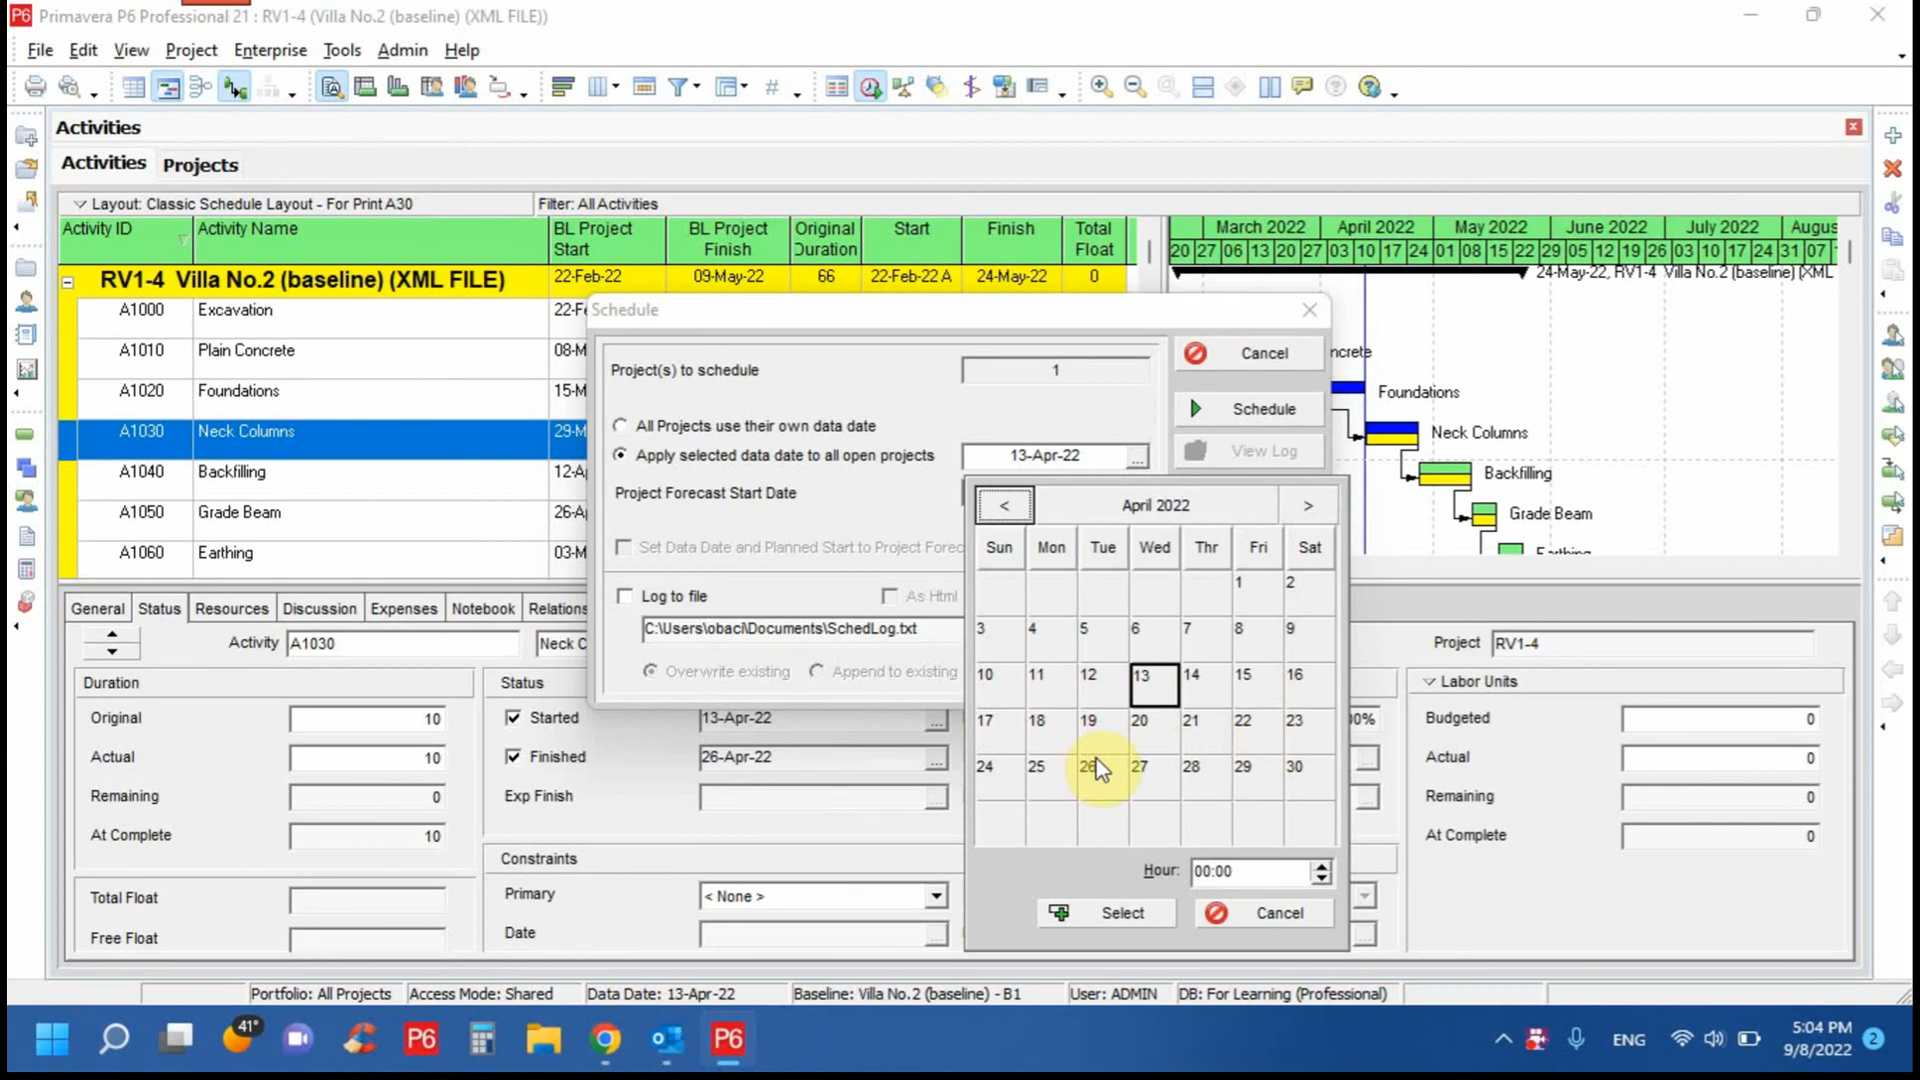 P6 Primavera P6 Professional 21 : RV1-4 (Villa No.2 (baseline) (XML FILE))
File Edit View Project Enterprise Tools Admin Help
Activities
Activities Projects
Layout: Classic Schedule Layout - For Print A30 Filter: All Activities
Activity ID Activity Name BL Project Start BL Project Finish Original Duration Start Finish Total Float
March 2022 April 2022 May 2022 June 2022 July 2022 Augus
20 27 06 13 20 27 03 10 17 24 01 08 15 22 29 05 12 19 26 03 10 17 24 31 07
RV1-4 Villa No.2 (baseline) (XML FILE) 22-Feb-22 09-May-22 66 22-Feb-22 A 24-May-22 0
24-May-22, RV1-4 Villa No.2 (baseline) (XML
A1000 Excavation 22-F
A1010 Plain Concrete 08-M
ncrete
A1020 Foundations 15-M
Foundations
A1030 Neck Columns 29-M
Neck Columns
A1040 Backfilling 12-A
Backfilling
A1050 Grade Beam 26-A
Grade Beam
A1060 Earthing 03-M
Earthing
Schedule
Project(s) to schedule 1
Cancel
All Projects use their own data date
Schedule
Apply selected data date to all open projects 13-Apr-22 ...
View Log
Project Forecast Start Date
Set Data Date and Planned Start to Project Forec
Log to file As Html
C:\Users\obaci\Documents\SchedLog.txt
Overwrite existing Append to existing
< April 2022 >
Sun Mon Tue Wed Thr Fri Sat
1 2
3 4 5 6 7 8 9
10 11 12 13 14 15 16
17 18 19 20 21 22 23
24 25 26 27 28 29 30
Hour: 00:00
Select Cancel
General Status Resources Discussion Expenses Notebook Relations
Activity A1030 Neck C Project RV1-4
Duration Status Labor Units
Original 10 Started 13-Apr-22 ... 00% Budgeted 0
Actual 10 Finished 26-Apr-22 ... Actual 0
Remaining 0 Exp Finish ... Remaining 0
At Complete 10 At Complete 0
Constraints
Total Float Primary < None >
Free Float Date ...
Portfolio: All Projects Access Mode: Shared Data Date: 13-Apr-22 Baseline: Villa No.2 (baseline) - B1 User: ADMIN DB: For Learning (Professional)
41° P6 P6 ENG 5:04 PM
9/8/2022 2